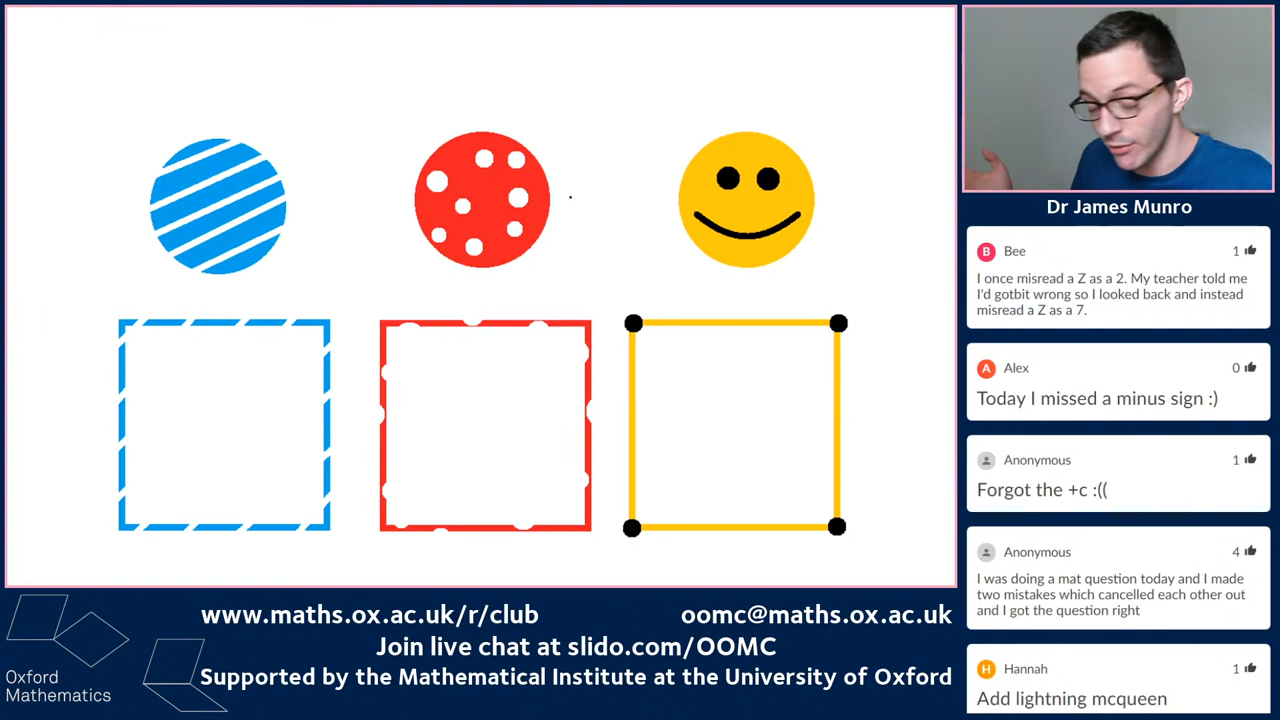 Dr James Munro
B
Bee
1
I once misread a Z as a 2. My teacher told me
I'd gotbit wrong so I looked back and instead
misread a Z as a 7.
A
Alex
0
Today I missed a minus sign :)
Anonymous
1
Forgot the +c :((
Anonymous
4
I was doing a mat question today and I made
two mistakes which cancelled each other out
and I got the question right
H
Hannah
1
Add lightning mcqueen
www.maths.ox.ac.uk/r/club
oomc@maths.ox.ac.uk
Join live chat at slido.com/OOMC
Supported by the Mathematical Institute at the University of Oxford
Oxford
Mathematics